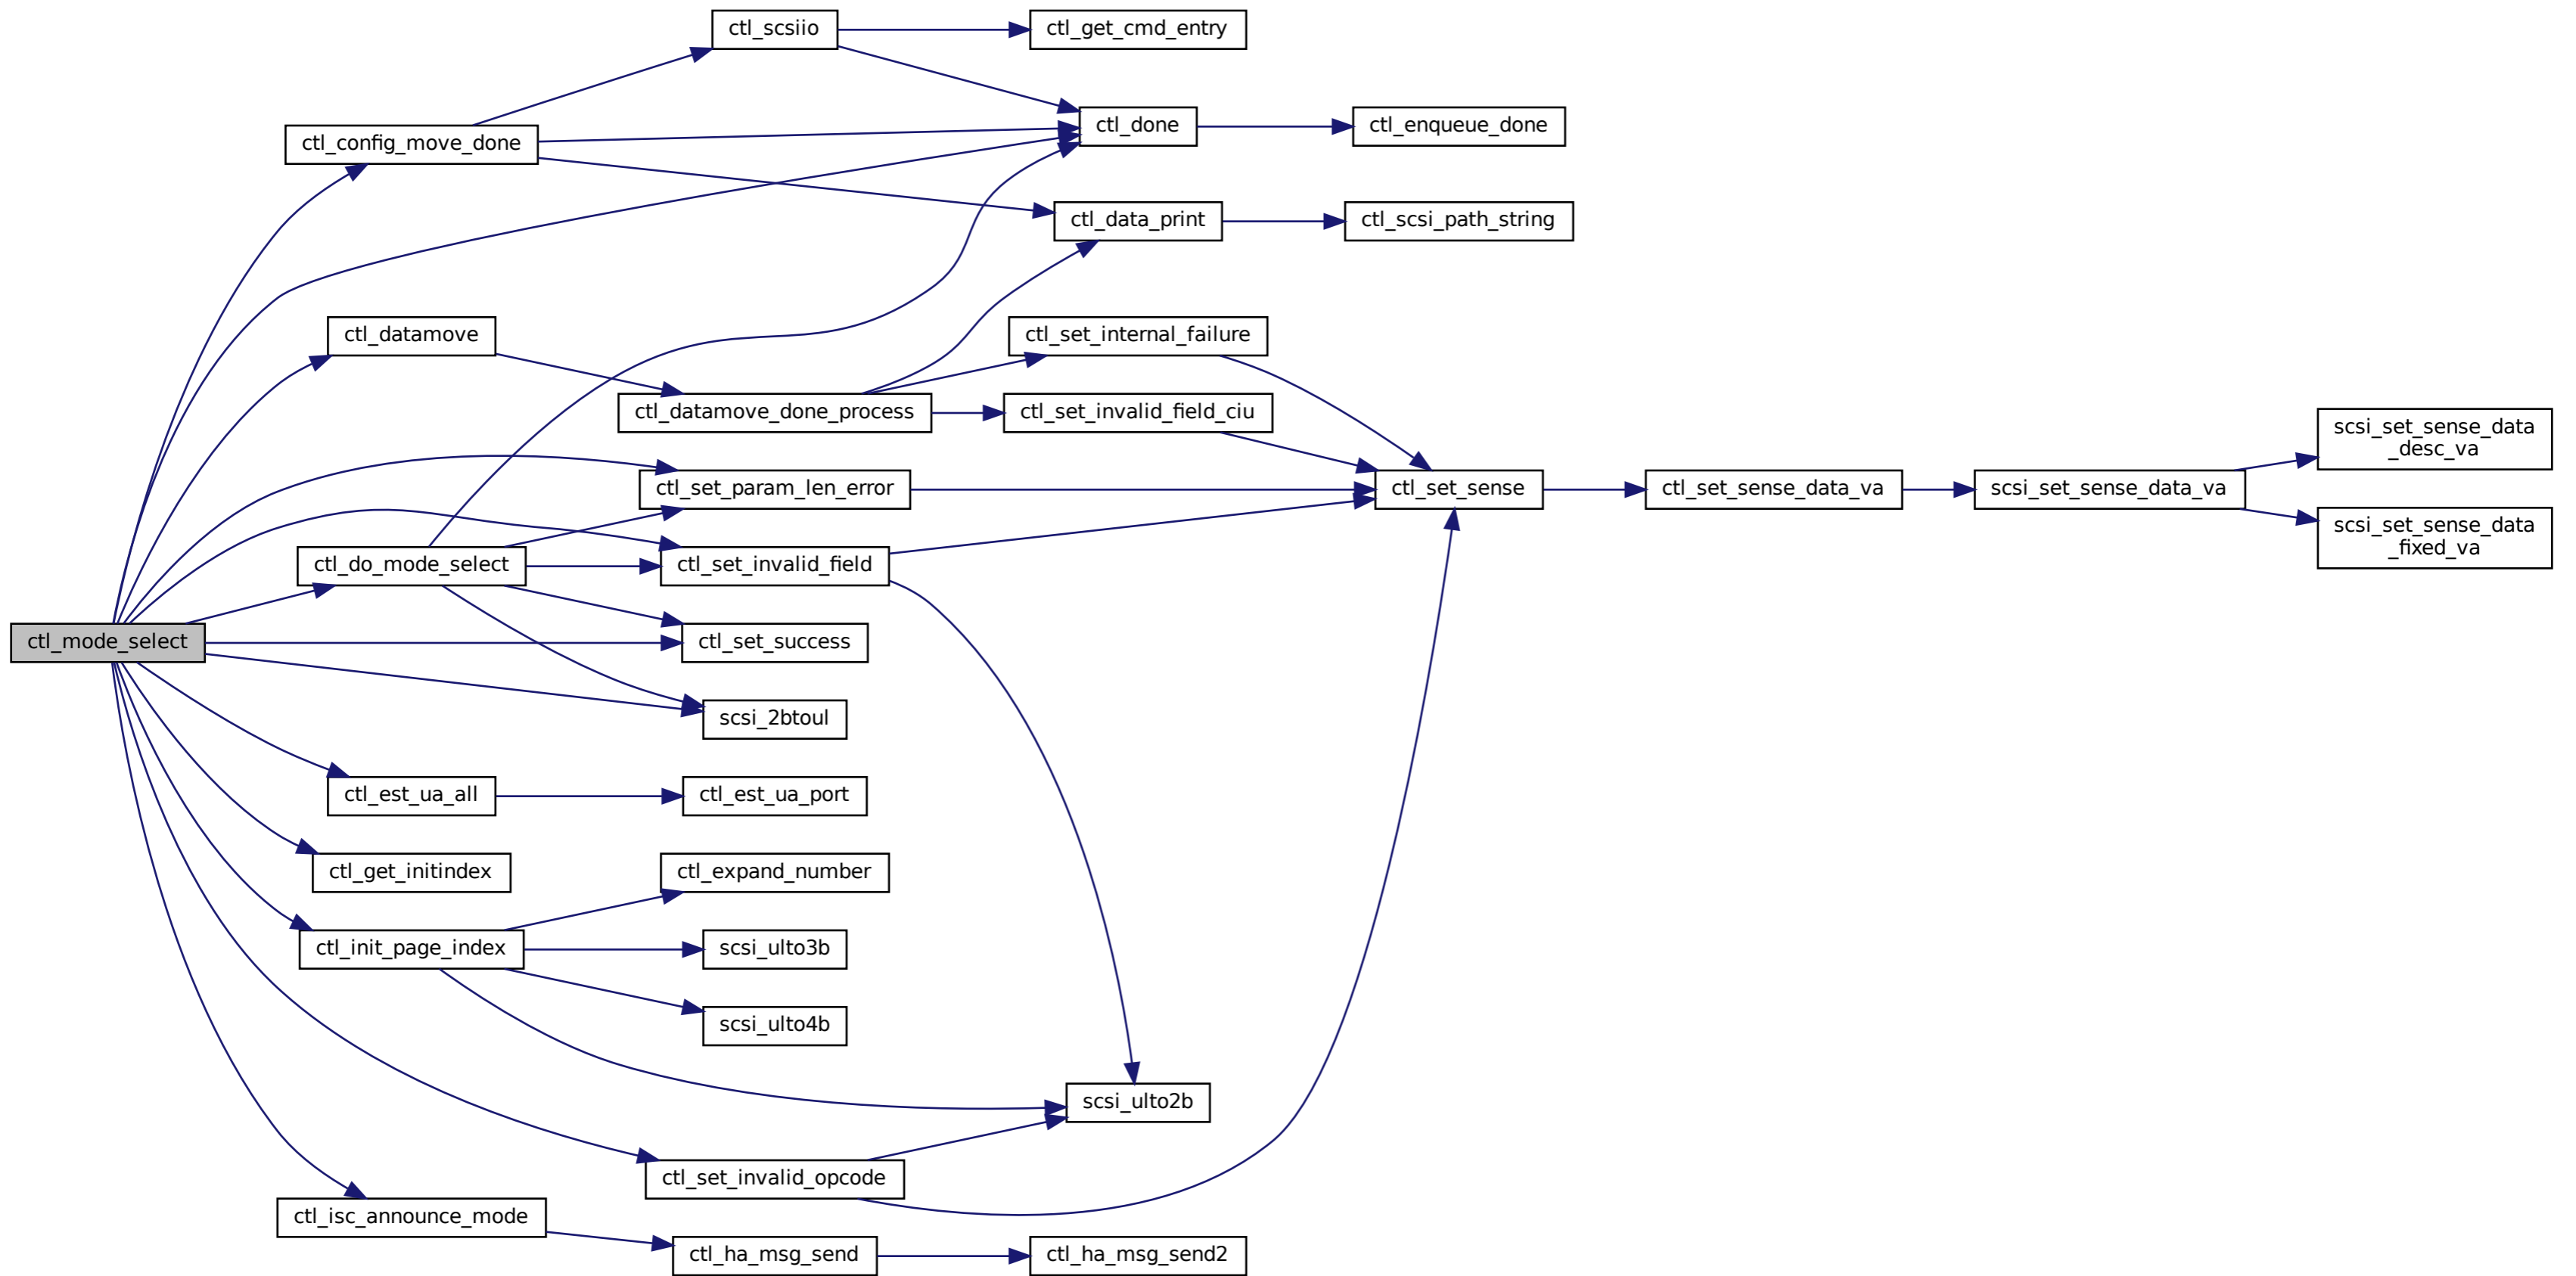 ctl_scsiio
ctl_get_cmd_entry
ctl_config_move_done
ctl_done
ctl_enqueue_done
ctl_data_print
ctl_scsi_path_string
ctl_datamove
ctl_set_internal_failure
ctl_datamove_done_process
ctl_set_invalid_field_ciu
scsi_set_sense_data
_desc_va
ctl_set_param_len_error
ctl_set_sense
ctl_set_sense_data_va
scsi_set_sense_data_va
scsi_set_sense_data
_fixed_va
ctl_do_mode_select
ctl_set_invalid_field
ctl_mode_select
ctl_set_success
scsi_2btoul
ctl_est_ua_all
ctl_est_ua_port
ctl_get_initindex
ctl_expand_number
ctl_init_page_index
scsi_ulto3b
scsi_ulto4b
scsi_ulto2b
ctl_set_invalid_opcode
ctl_isc_announce_mode
ctl_ha_msg_send
ctl_ha_msg_send2